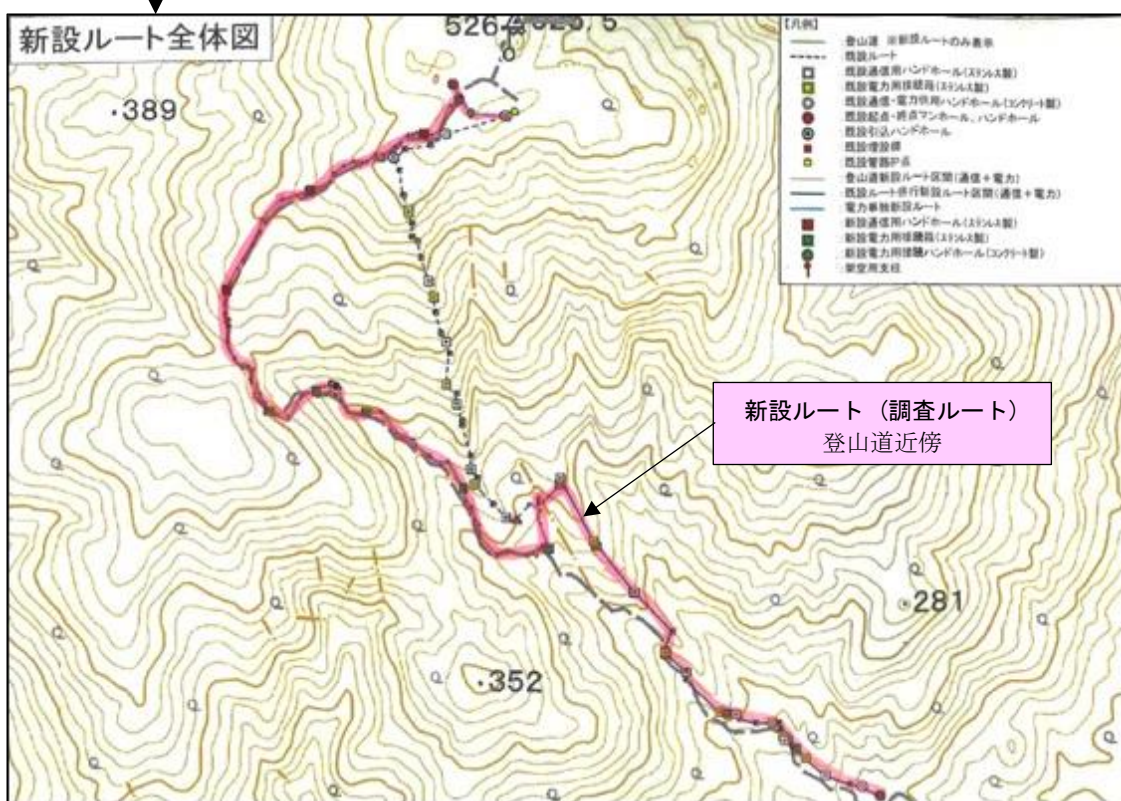 新設ルート全体図
526
・389
【凡例】
登山道 ※新設ルートのみ表示
既設ルート
既設通信用ハンドホール(ステンレス製)
既設電力用接続箱(ステンレス製)
既設通信・電力併用ハンドホール(コンクリート製)
既設起点・終点マンホール、ハンドホール
既設引込ハンドホール
既設埋設標
登山道新設ルート区間(通信+電力)
既設ルート併行新設ルート区間(通信+電力)
電力単独新設ルート
新設通信用ハンドホール(ステンレス製)
新設電力用接続箱(ステンレス製)
新設電力用接続ハンドホール(コンクリート製)
架空用支柱
新設ルート（調査ルート）
登山道近傍
281
・352